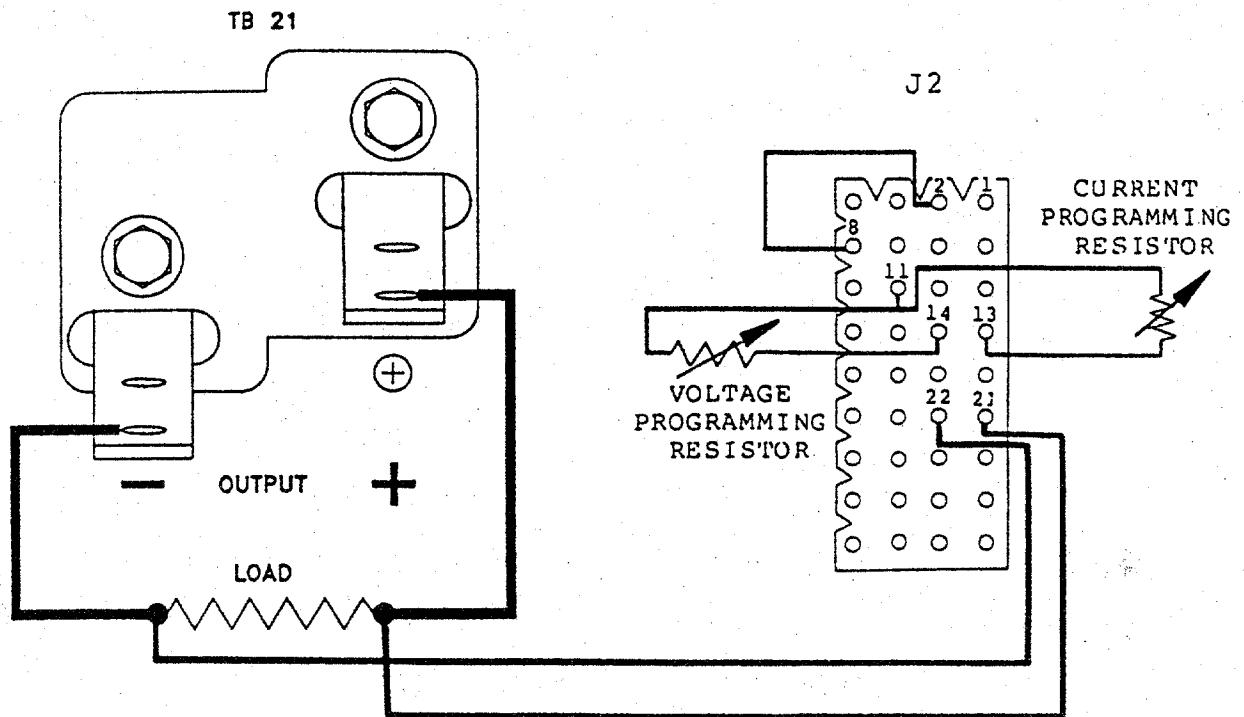 TB 21
J2
2 1
8
11
14 13
22 21
CURRENT
PROGRAMMING
RESISTOR
VOLTAGE
PROGRAMMING
RESISTOR
− OUTPUT +
LOAD